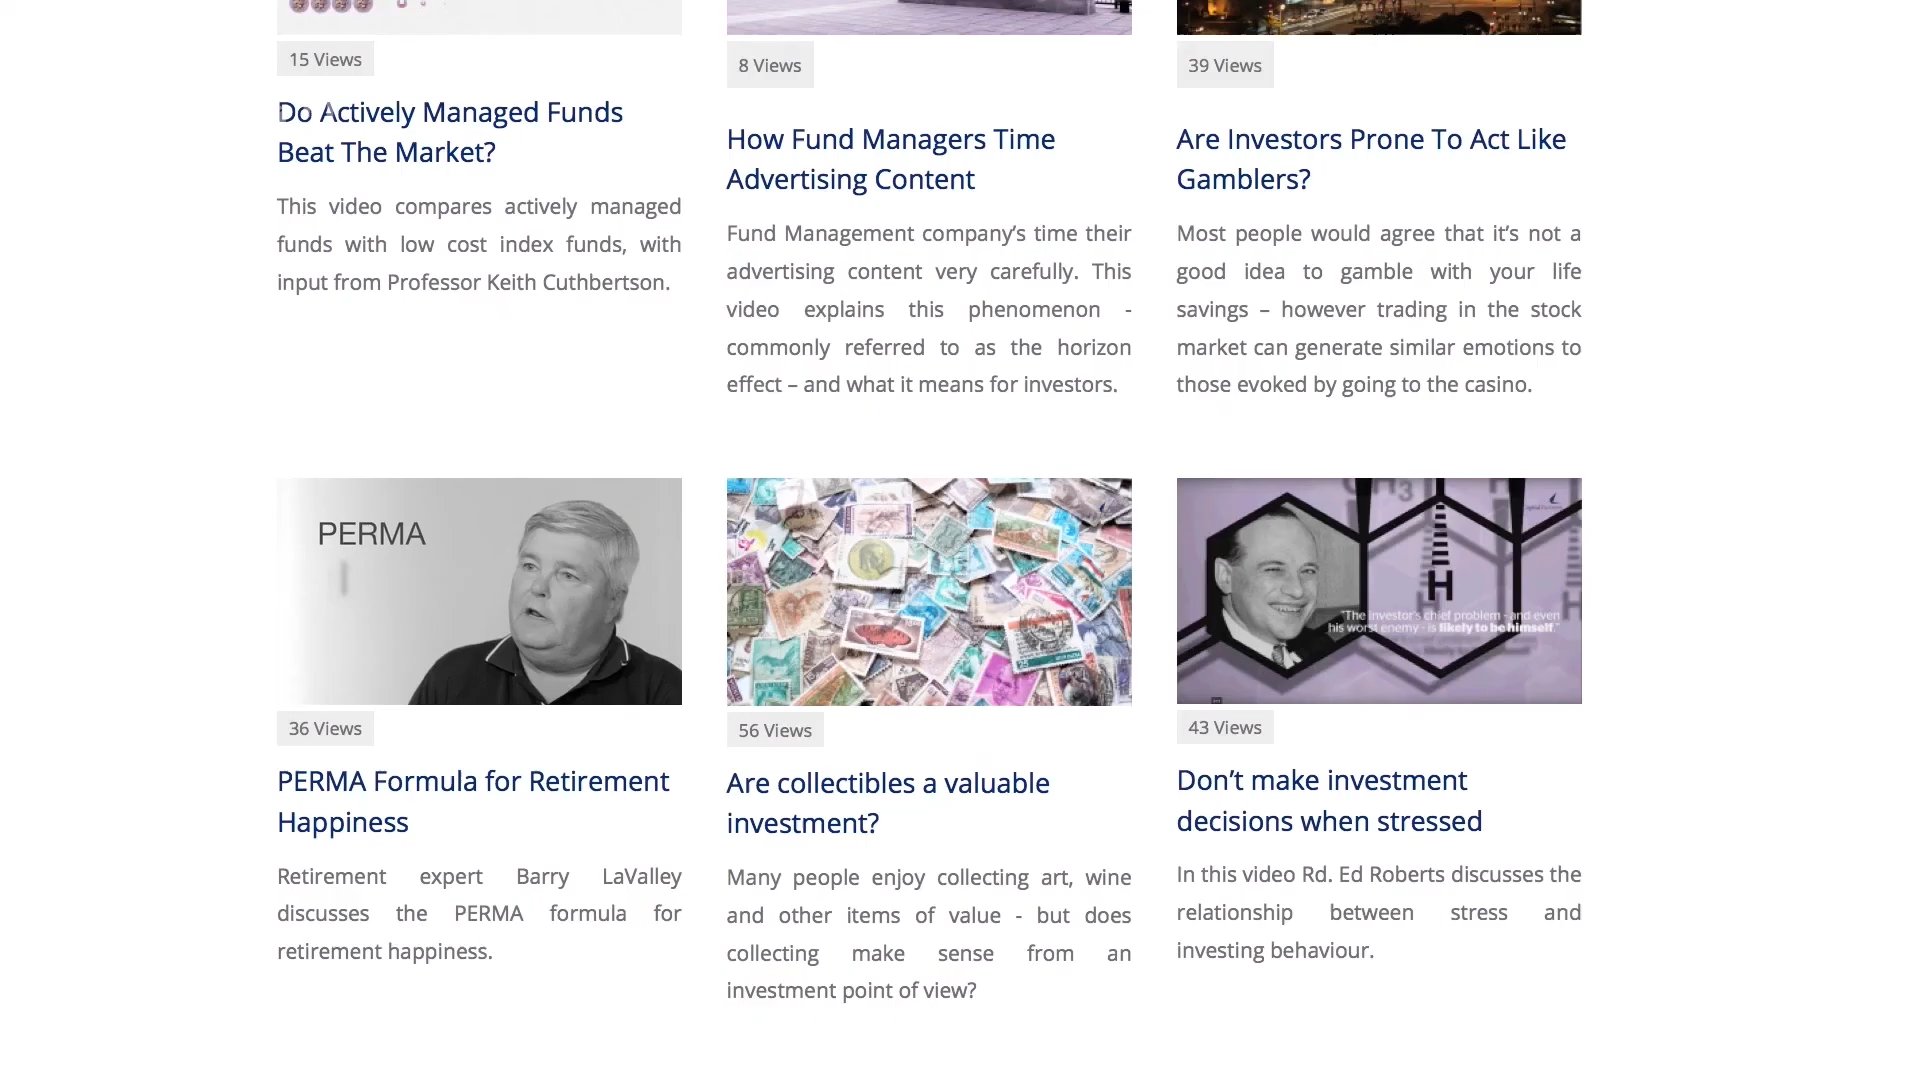 15 Views
Do Actively Managed Funds
Beat The Market?
This video compares actively managed
funds with low cost index funds, with
input from Professor Keith Cuthbertson.
8 Views
How Fund Managers Time
Advertising Content
Fund Management company’s time their
advertising content very carefully. This
video explains this phenomenon -
commonly referred to as the horizon
effect – and what it means for investors.
39 Views
Are Investors Prone To Act Like
Gamblers?
Most people would agree that it’s not a
good idea to gamble with your life
savings – however trading in the stock
market can generate similar emotions to
those evoked by going to the casino.
PERMA
36 Views
PERMA Formula for Retirement
Happiness
Retirement expert Barry LaValley
discusses the PERMA formula for
retirement happiness.
56 Views
Are collectibles a valuable
investment?
Many people enjoy collecting art, wine
and other items of value - but does
collecting make sense from an
investment point of view?
H
"The investor's chief problem - and even
his worst enemy - is likely to be himself."
43 Views
Don’t make investment
decisions when stressed
In this video Rd. Ed Roberts discusses the
relationship between stress and
investing behaviour.